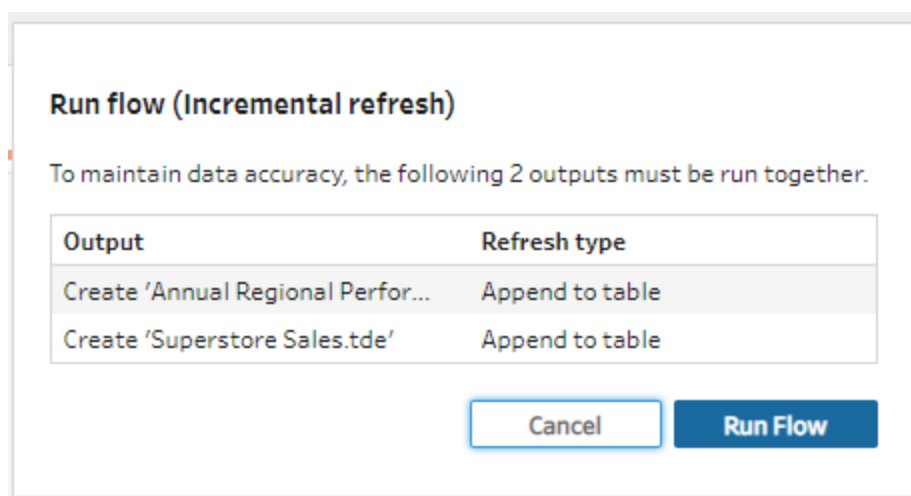 Run flow (Incremental refresh)
To maintain data accuracy, the following 2 outputs must be run together.
Output Refresh type
Create 'Annual Regional Perfor... Append to table
Create 'Superstore Sales.tde' Append to table
Cancel Run Flow